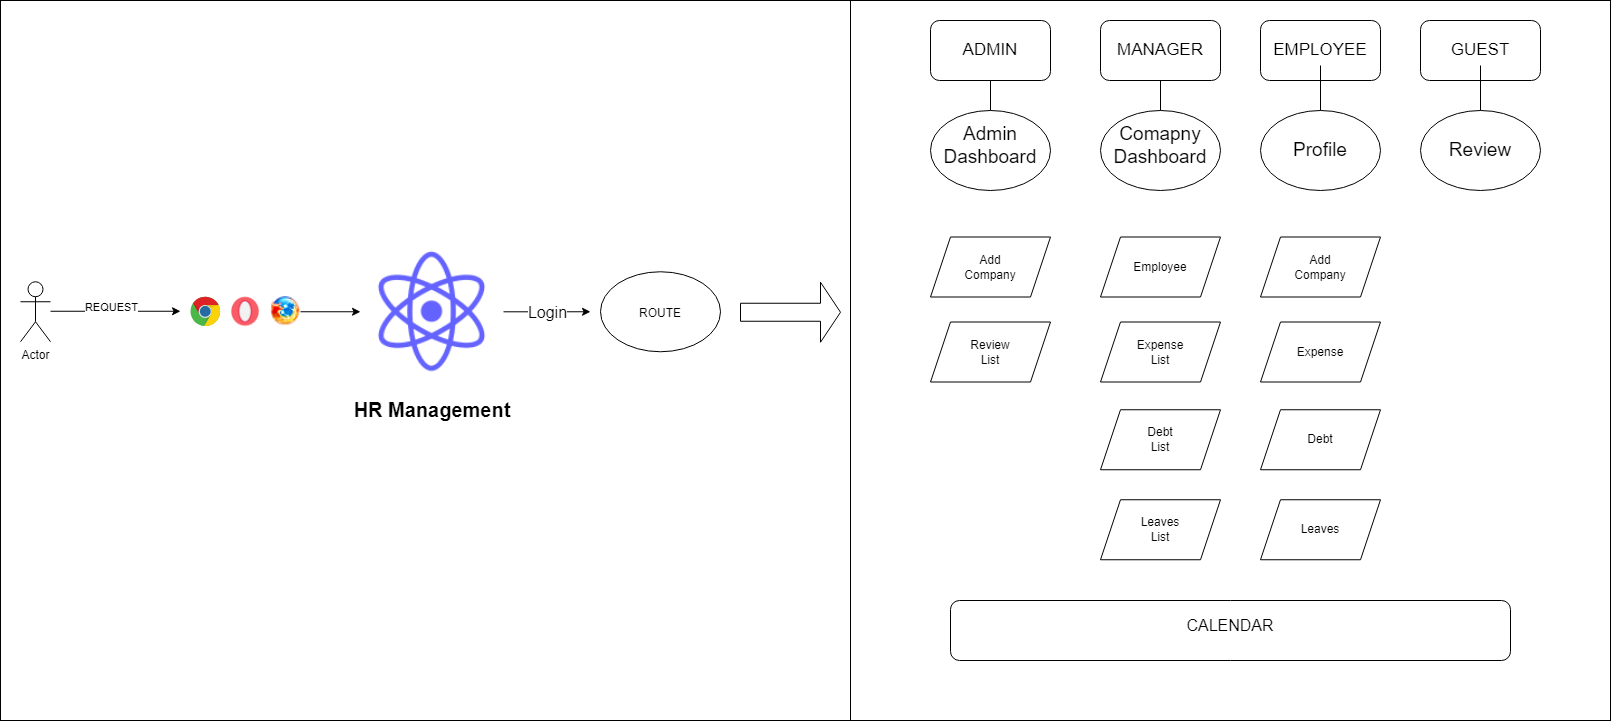 REQUEST
Actor
HR Management
Login
ROUTE
ADMIN
MANAGER
EMPLOYEE
GUEST
Admin
Dashboard
Comapny
Dashboard
Profile
Review
Add
Company
Employee
Add
Company
Review
List
Expense
List
Expense
Debt
List
Debt
Leaves
List
Leaves
CALENDAR